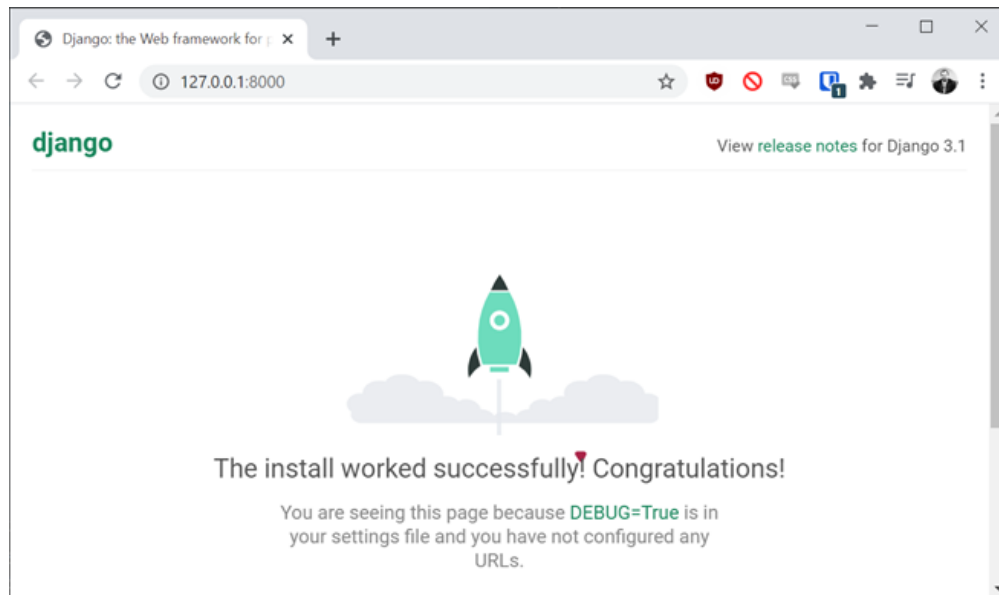 Django: the Web framework for p
127.0.0.1:8000
1
django
View release notes for Django 3.1
The install worked successfully! Congratulations!
You are seeing this page because DEBUG=True is in
your settings file and you have not configured any
URLs.